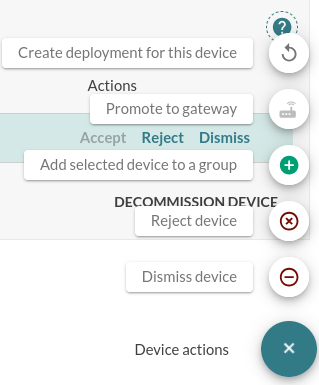 ?
Create deployment for this device
Actions
Promote to gateway
Accept Reject Dismiss
Add selected device to a group
DECOMMISSION DEVICE
Reject device
Dismiss device
Device actions